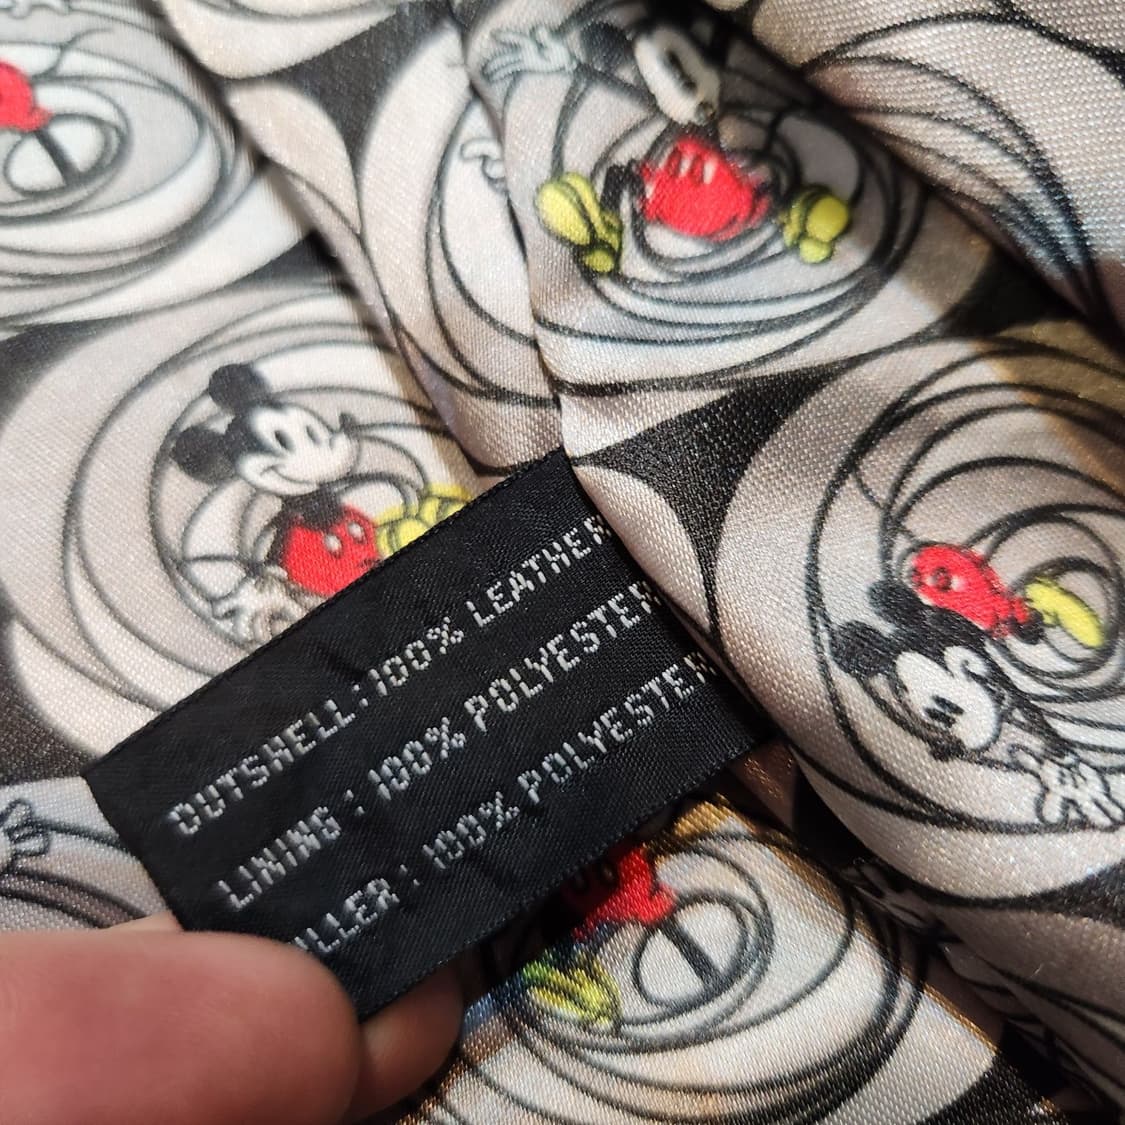 OUTSHELL: 100% LEATHER
LINING: 100% POLYESTER
ILLER: 100% POLYESTER